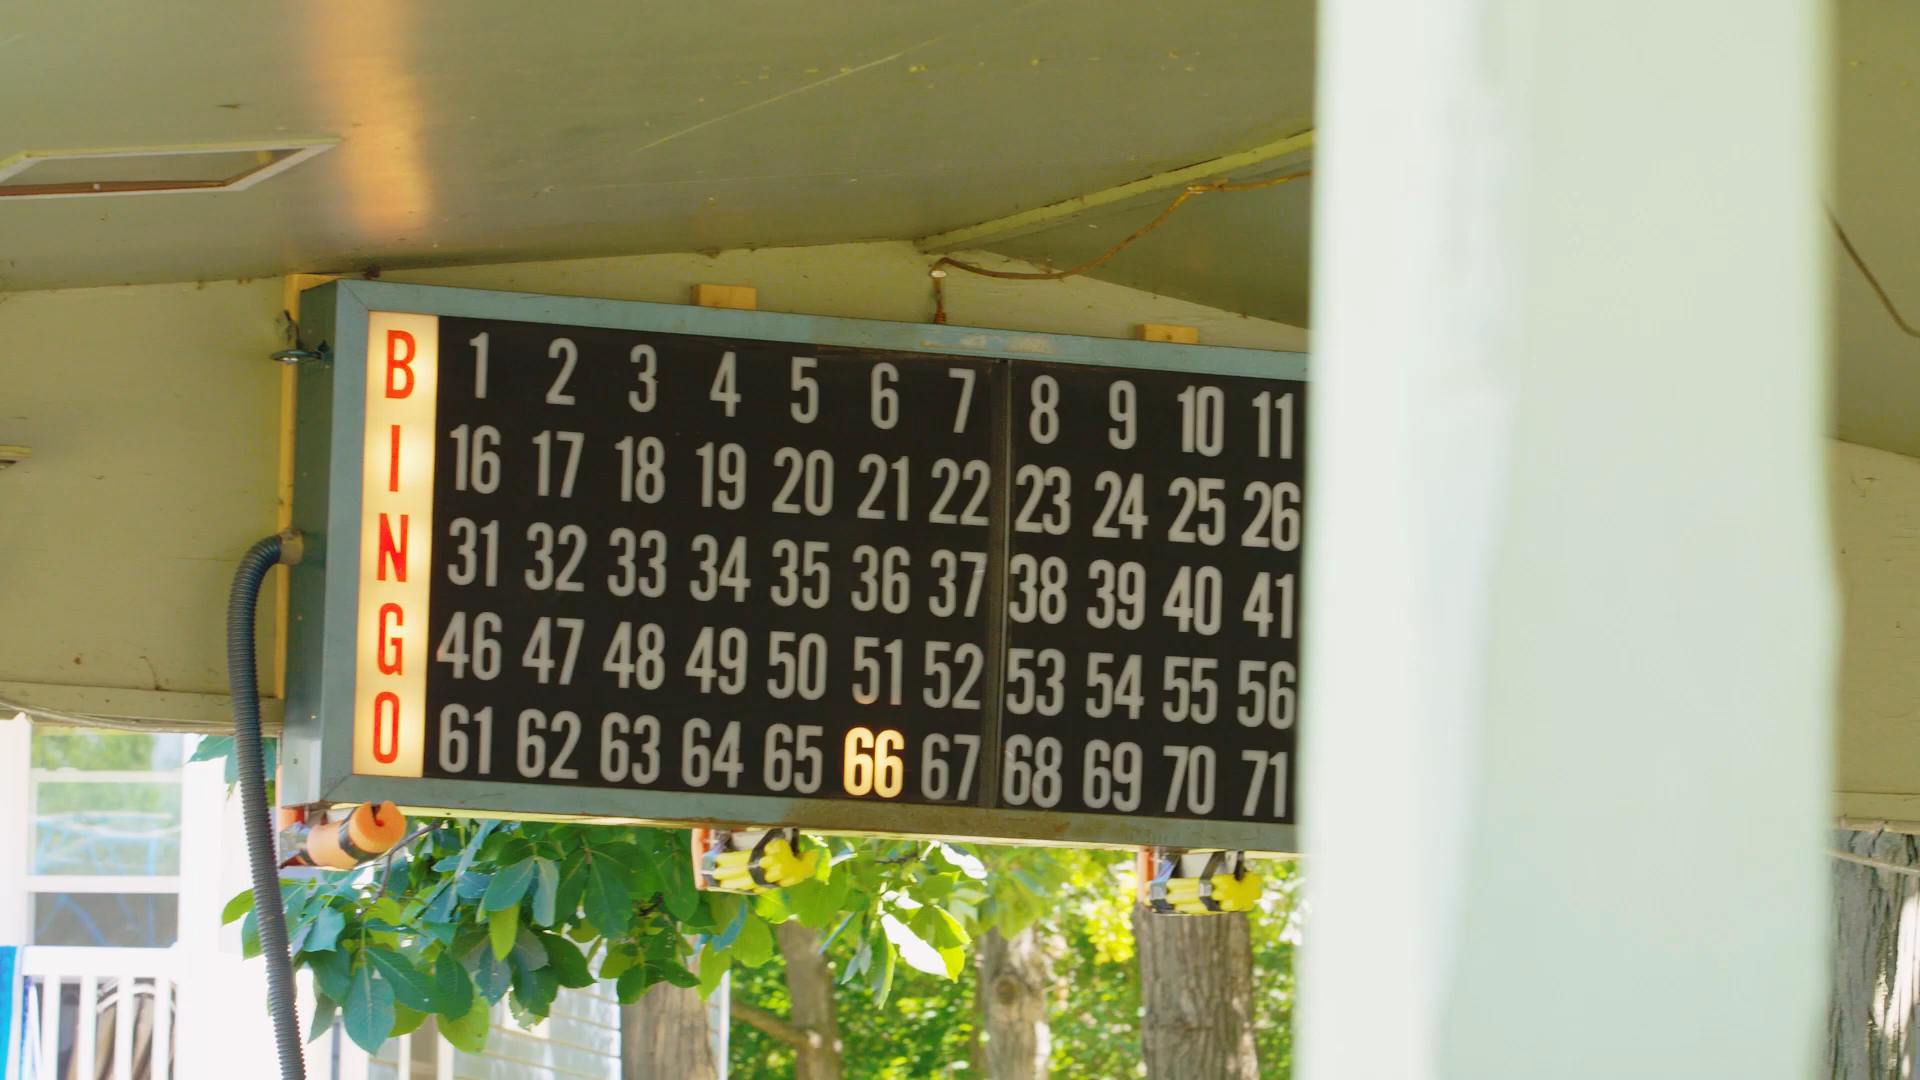 B 1 2 3 4 5 6 7 8 9 10 11
I 16 17 18 19 20 21 22 23 24 25 26
N 31 32 33 34 35 36 37 38 39 40 41
G 46 47 48 49 50 51 52 53 54 55 56
O 61 62 63 64 65 66 67 68 69 70 71